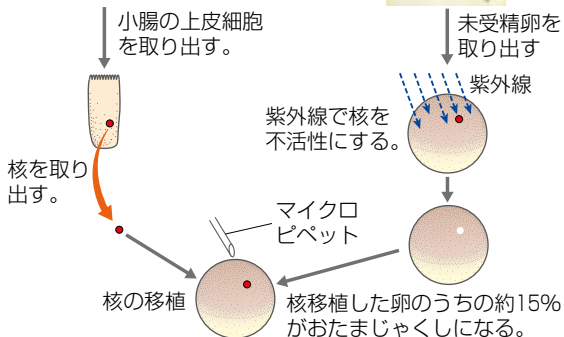 小腸の上皮細胞
を取り出す。
未受精卵を
取り出す
紫外線
紫外線で核を
不活性にする。
核を取り
出す。
マイクロ
ピペット
核の移植
核移植した卵のうちの約15%
がおたまじゃくしになる。